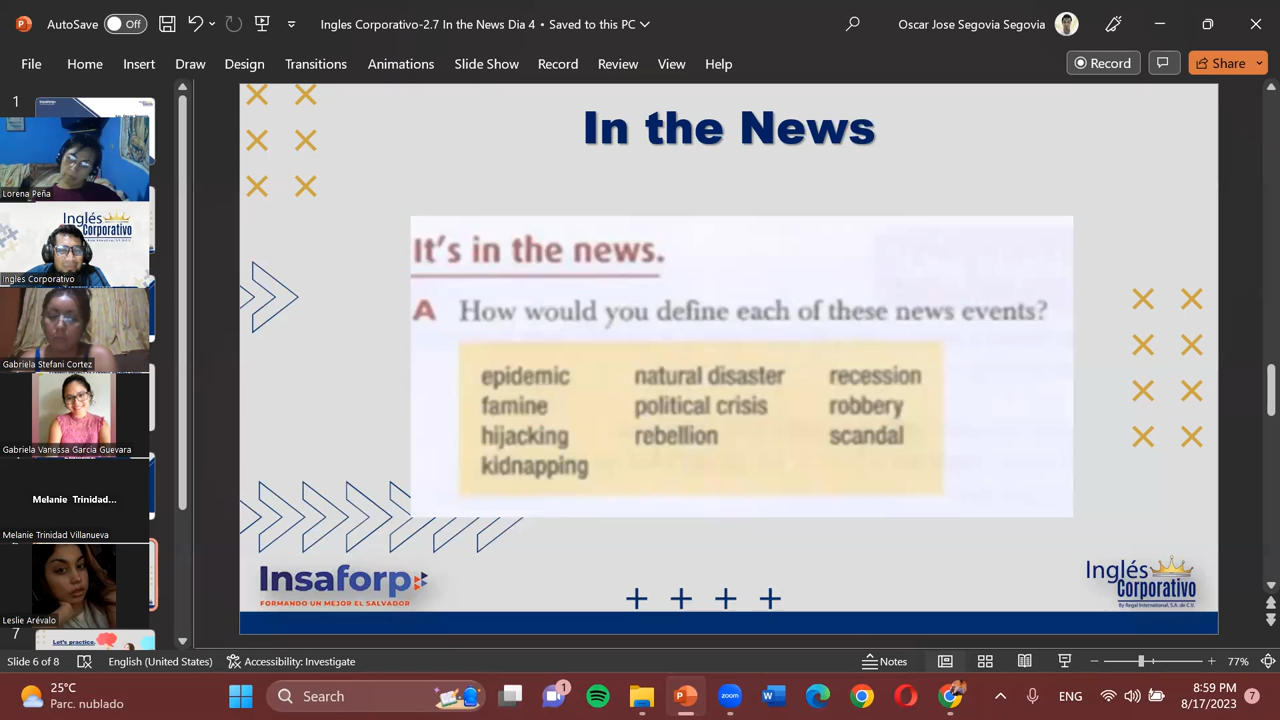 AutoSave Off
Ingles Corporativo-2.7 In the News Dia 4 • Saved to this PC
Oscar Jose Segovia Segovia
File Home Insert Draw Design Transitions Animations Slide Show Record Review View Help
Record
Share
1
Lorena Peña
Inglés
Corporativo
Ingles Corporativo
Gabriela Stefani Cortez
Gabriela Vanessa Garcia Guevara
Melanie Trinidad...
Melanie Trinidad Villanueva
Leslie Arévalo
7
Let's practice.
In the News
It's in the news.
A How would you define each of these news events?
epidemic natural disaster recession
famine political crisis robbery
hijacking rebellion scandal
kidnapping
Insaforp
FORMANDO UN MEJOR EL SALVADOR
Inglés
Corporativo
By Regal International, S.A. de C.V.
Slide 6 of 8
English (United States)
Accessibility: Investigate
Notes
77%
25°C
Parc. nublado
Search
1
zoom
ENG
8:59 PM
8/17/2023
7